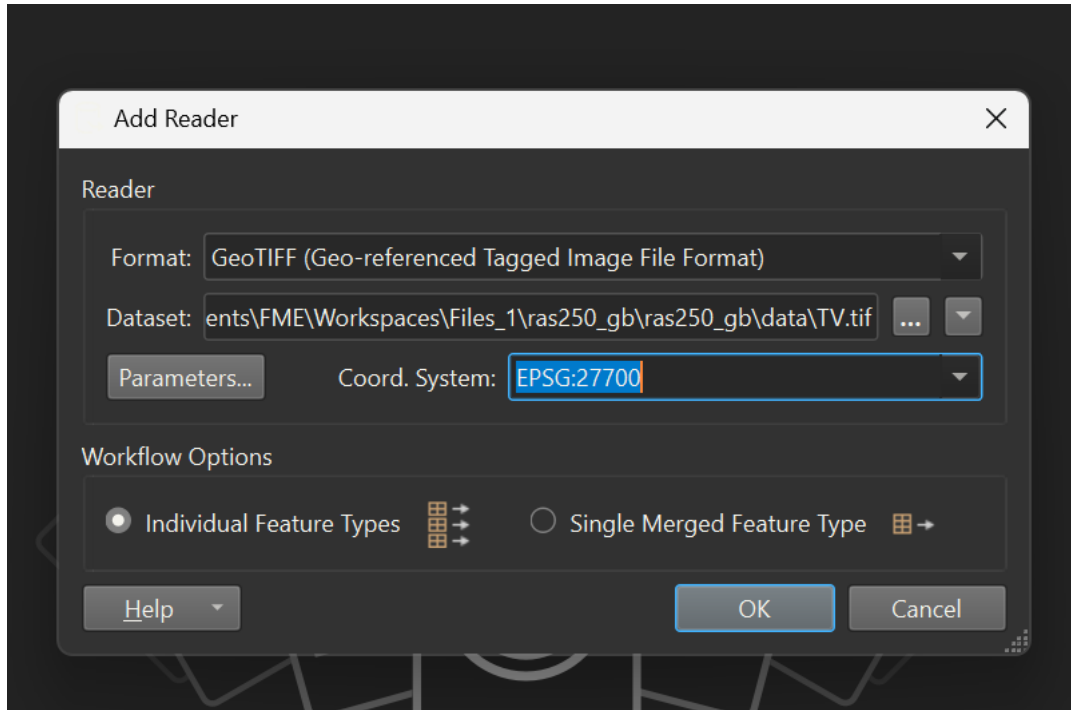 Add Reader
Reader
Format: GeoTIFF (Geo-referenced Tagged Image File Format)
Dataset: ents\FME\Workspaces\Files_1\ras250_gb\ras250_gb\data\TV.tif ...
Parameters... Coord. System: EPSG:27700
Workflow Options
Individual Feature Types Single Merged Feature Type
Help OK Cancel